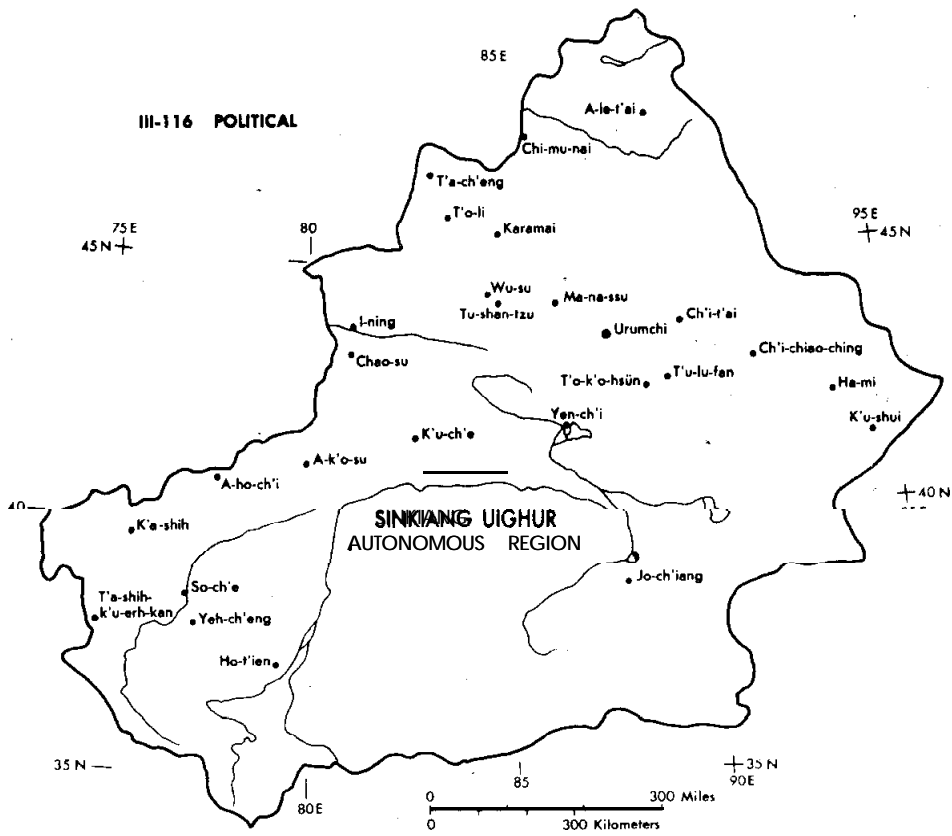 85 E
III-116 POLITICAL
A-le-t'ai
Chi-mu-nai
T'a-ch'eng
T'o-li
Karamai
75 E
80
95 E
45 N
45 N
Wu-su
Tu-shan-tzu
Ma-na-ssu
I-ning
Urumchi
Ch'i-t'ai
Chao-su
Ch'i-chiao-ching
T'o-k'o-hsün
T'u-lu-fan
Ha-mi
Yen-ch'i
K'u-shui
K'u-ch'e
A-k'o-su
A-ho-ch'i
40
40 N
K'a-shih
SINKIANG UIGHUR
AUTONOMOUS REGION
Jo-ch'iang
T'a-shih-
k'u-erh-kan
So-ch'e
Yeh-ch'eng
Ho-t'ien
35 N
85
35 N
90 E
80E
0 300 Miles
0 300 Kilometers